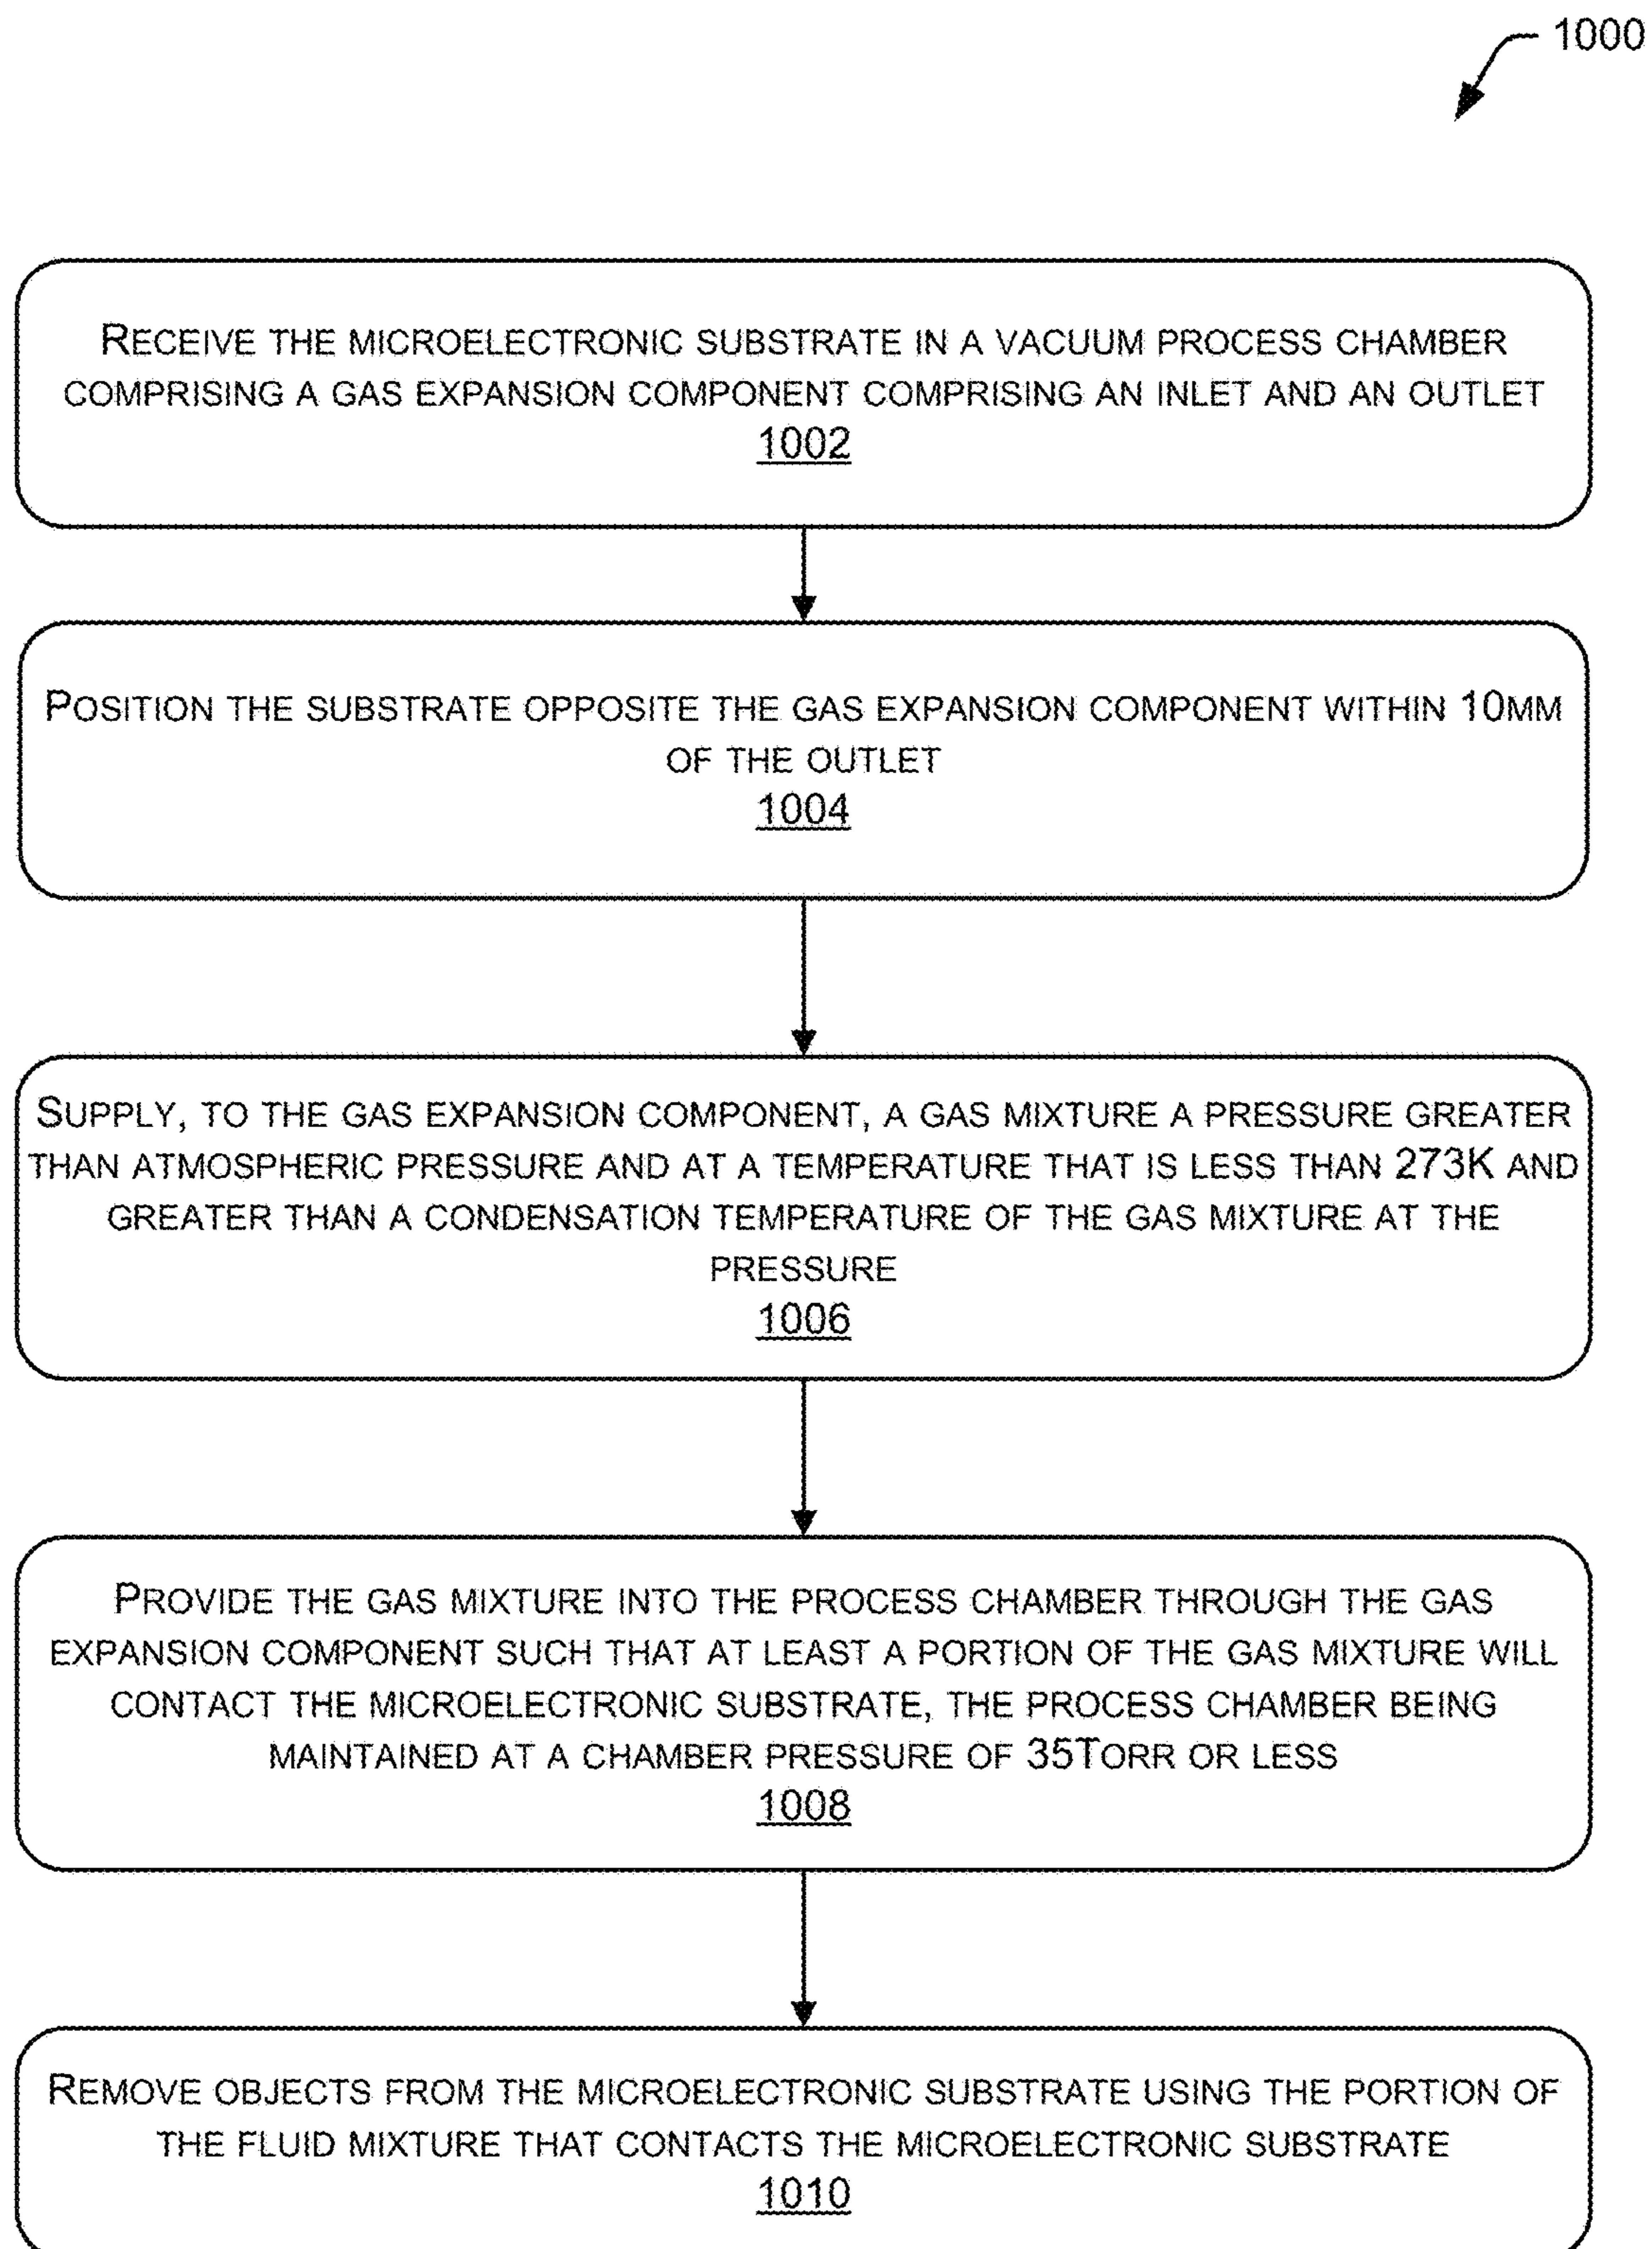 1000
RECEIVE THE MICROELECTRONIC SUBSTRATE IN A VACUUM PROCESS CHAMBER
COMPRISING A GAS EXPANSION COMPONENT COMPRISING AN INLET AND AN OUTLET
1002
POSITION THE SUBSTRATE OPPOSITE THE GAS EXPANSION COMPONENT WITHIN 10MM
OF THE OUTLET
1004
SUPPLY, TO THE GAS EXPANSION COMPONENT, A GAS MIXTURE A PRESSURE GREATER
THAN ATMOSPHERIC PRESSURE AND AT A TEMPERATURE THAT IS LESS THAN 273K AND
GREATER THAN A CONDENSATION TEMPERATURE OF THE GAS MIXTURE AT THE
PRESSURE
1006
PROVIDE THE GAS MIXTURE INTO THE PROCESS CHAMBER THROUGH THE GAS
EXPANSION COMPONENT SUCH THAT AT LEAST A PORTION OF THE GAS MIXTURE WILL
CONTACT THE MICROELECTRONIC SUBSTRATE, THE PROCESS CHAMBER BEING
MAINTAINED AT A CHAMBER PRESSURE OF 35TORR OR LESS
1008
REMOVE OBJECTS FROM THE MICROELECTRONIC SUBSTRATE USING THE PORTION OF
THE FLUID MIXTURE THAT CONTACTS THE MICROELECTRONIC SUBSTRATE
1010